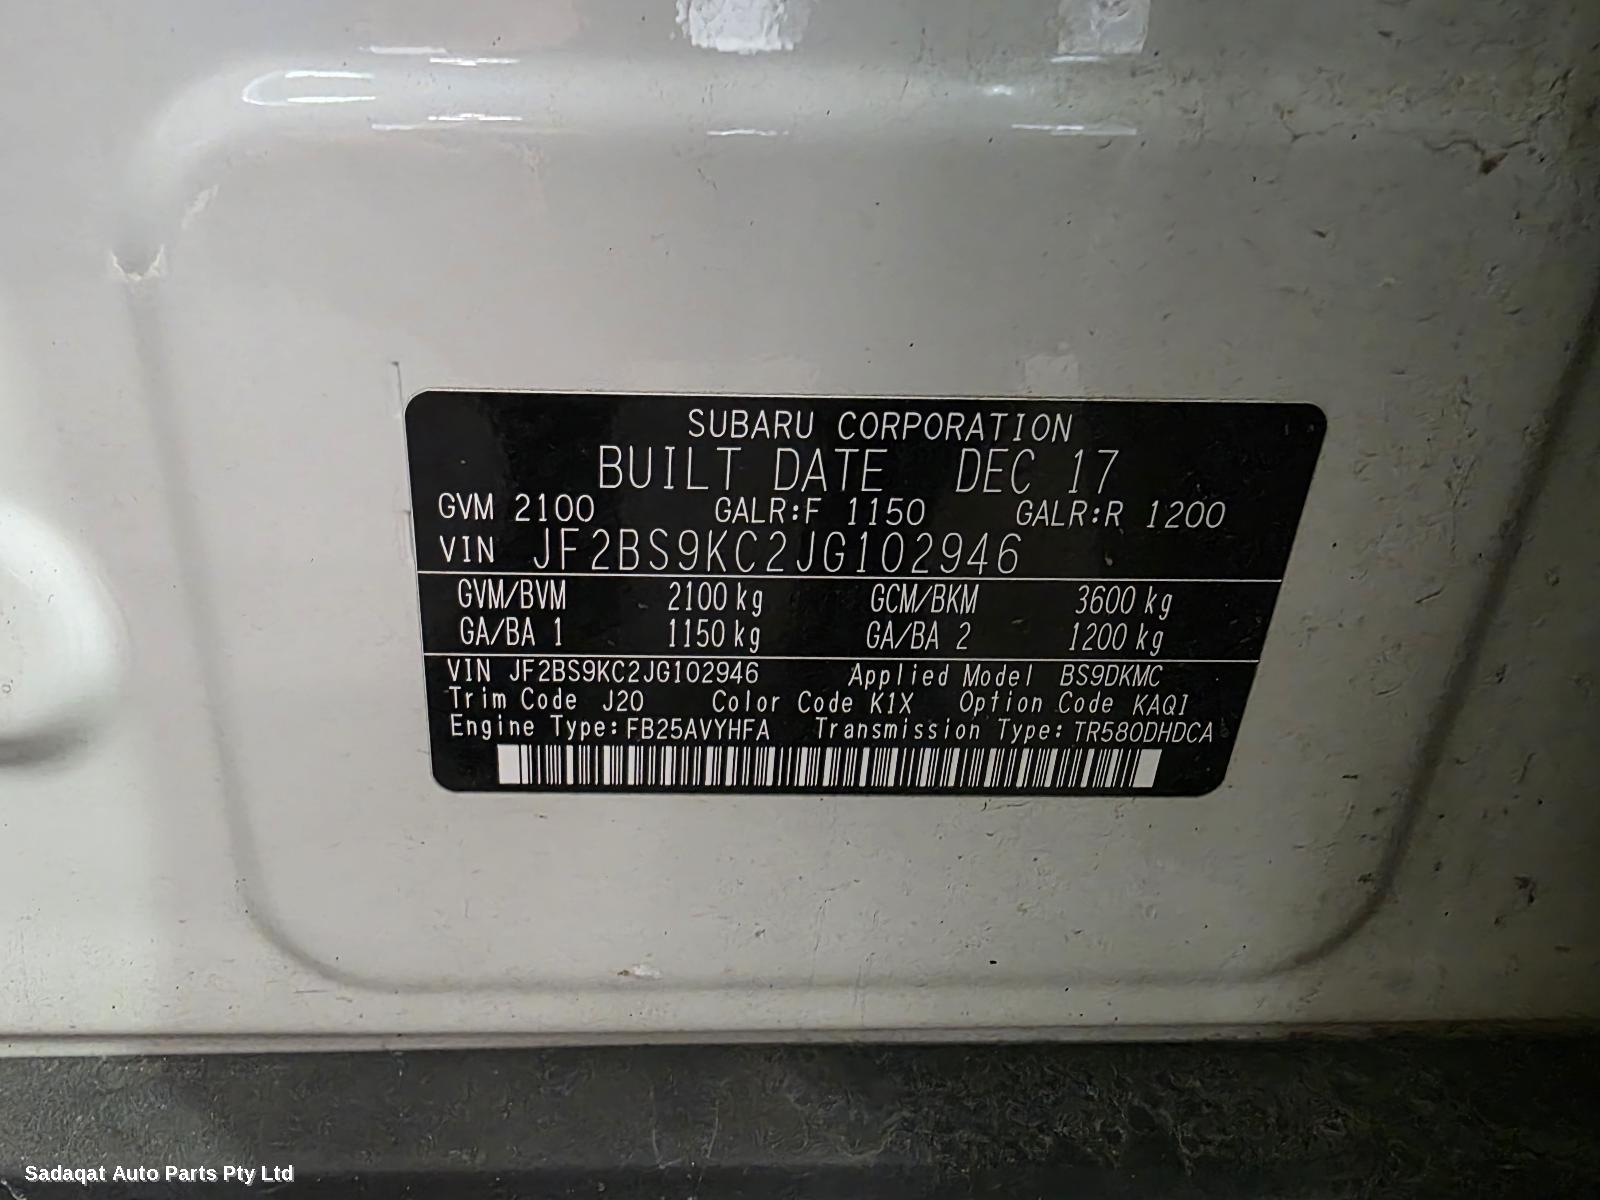 SUBARU CORPORATION
BUILT DATE DEC 17
GVM 2100 GALR:F 1150 GALR:R 1200
VIN JF2BS9KC2JG102946
GVM/BVM 2100 kg GCM/BKM 3600 kg
GA/BA 1 1150 kg GA/BA 2 1200 kg
VIN JF2BS9KC2JG102946 Applied Model BS9DKMC
Trim Code J20 Color Code K1X Option Code KAQI
Engine Type:FB25AVYHFA Transmission Type:TR580DHDCA
Sadaqat Auto Parts Pty Ltd